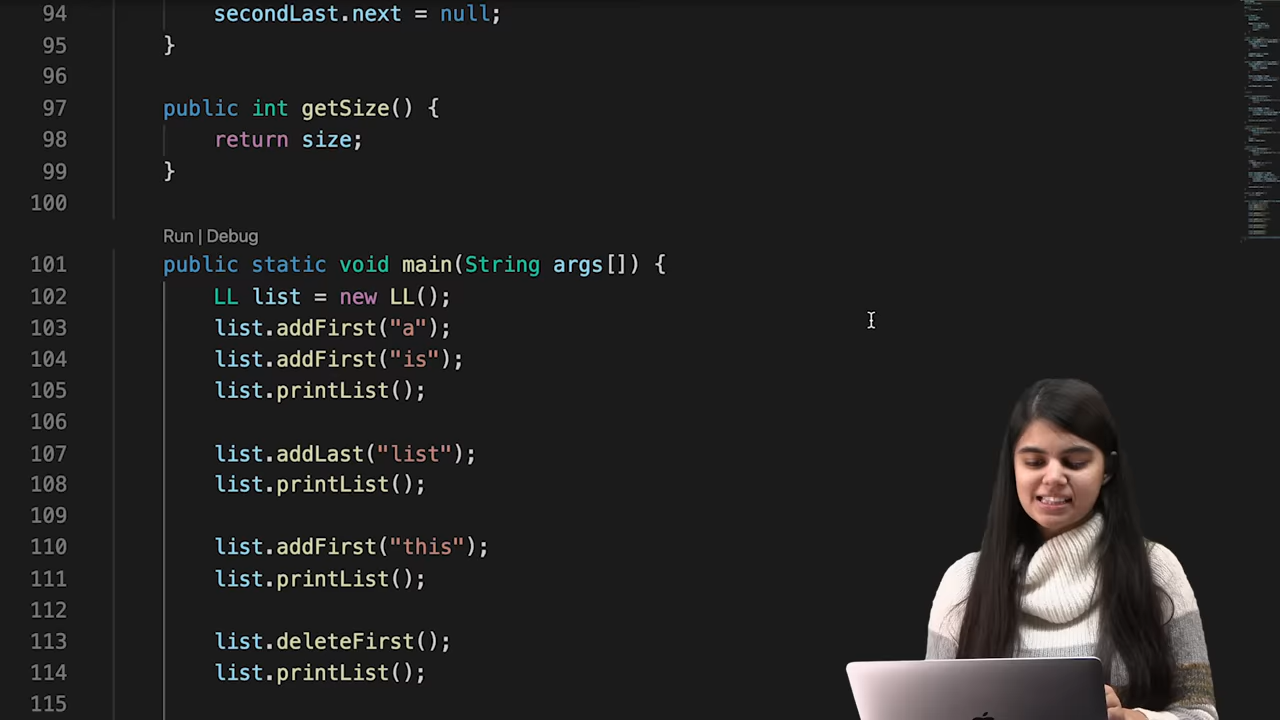 94 secondLast.next = null;
95 }
96
97 public int getSize() {
98 return size;
99 }
100
Run | Debug
101 public static void main(String args[]) {
102 LL list = new LL();
103 list.addFirst("a");
104 list.addFirst("is");
105 list.printList();
106
107 list.addLast("list");
108 list.printList();
109
110 list.addFirst("this");
111 list.printList();
112
113 list.deleteFirst();
114 list.printList();
115